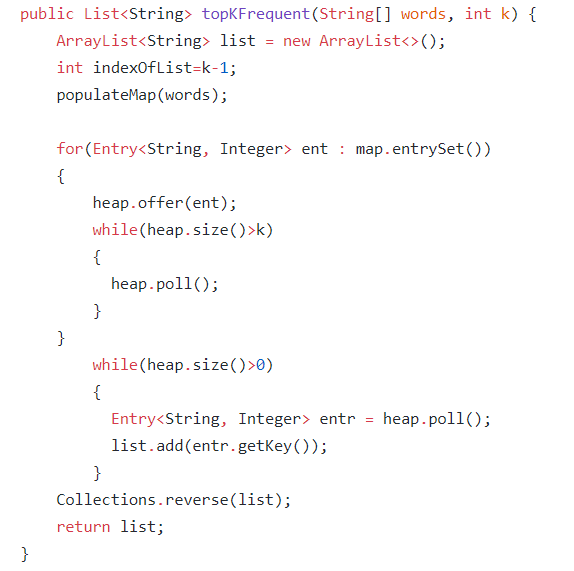 public List<String> topKFrequent(String[] words, int k) {
    ArrayList<String> list = new ArrayList<>();
    int indexOfList=k-1;
    populateMap(words);

    for(Entry<String, Integer> ent : map.entrySet())
    {
        heap.offer(ent);
        while(heap.size()>k)
        {
          heap.poll();
        }
    }
        while(heap.size()>0)
        {
          Entry<String, Integer> entr = heap.poll();
          list.add(entr.getKey());
        }
    Collections.reverse(list);
    return list;
}